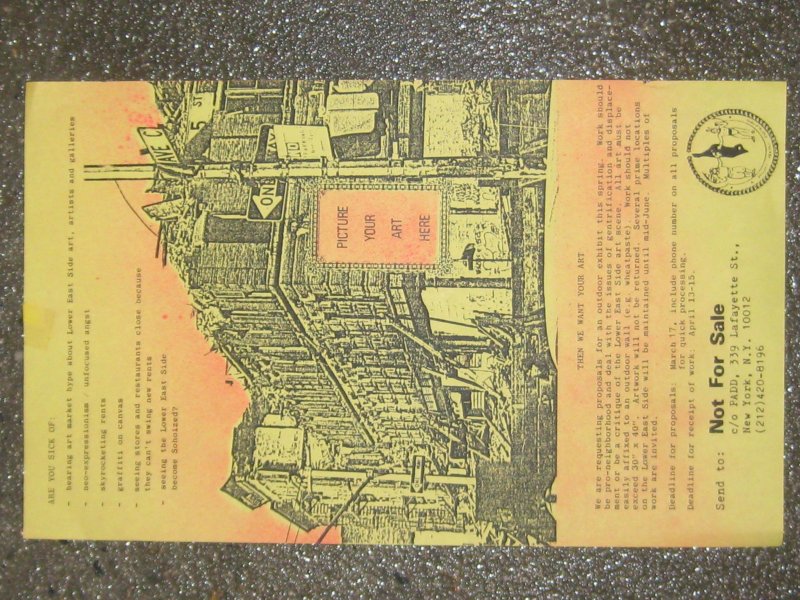 ARE YOU SICK OF:
- hearing art market hype about Lower East Side art, artists and galleries
- neo-expressionism / unfocused angst
- skyrocketing rents
- graffiti on canvas
- seeing stores and restaurants close because
they can't swing new rents
- seeing the Lower East Side
become Sohoized?
AVE C
5 ST
ONE
WAY
NO
PICTURE
YOUR
ART
HERE
THEN WE WANT YOUR ART
We are requesting proposals for an outdoor exhibit this spring. Work should
be pro-neighborhood and deal with the issues of gentrification and displace-
ment or be a critique of the Lower East Side art scene. All art must be
easily affixed to an outdoor wall (e.g. wheatpaste). Work should not
exceed 30" x 40". Artwork will not be returned. Several prime locations
on the Lower East Side will be maintained until mid-June. Multiples of
work are invited.
Deadline for proposals: March 17, include phone number on all proposals
for quick processing.
Deadline for receipt of work: April 13-15.
Send to: Not For Sale
c/o PADD, 339 Lafayette St.,
New York, N.Y. 10012
(212)420-8196